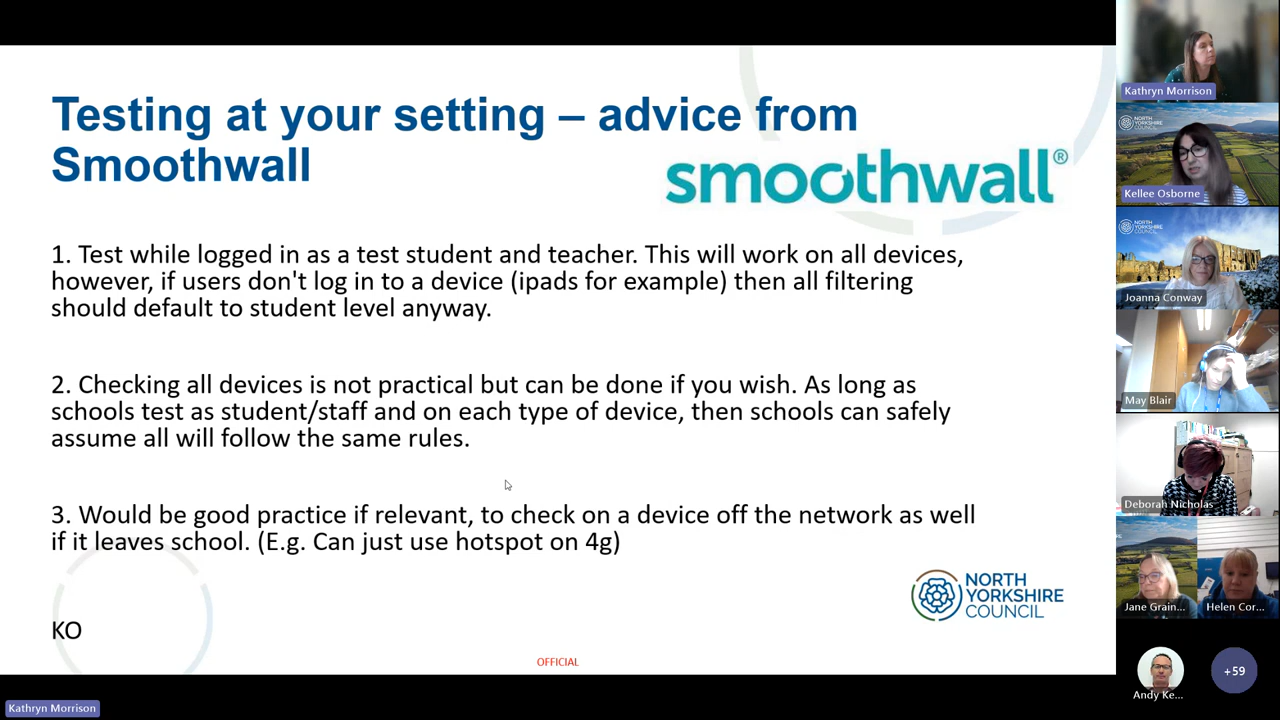 Testing at your setting – advice from
Smoothwall
smoothwall®
1. Test while logged in as a test student and teacher. This will work on all devices,
however, if users don't log in to a device (ipads for example) then all filtering
should default to student level anyway.
2. Checking all devices is not practical but can be done if you wish. As long as
schools test as student/staff and on each type of device, then schools can safely
assume all will follow the same rules.
3. Would be good practice if relevant, to check on a device off the network as well
if it leaves school. (E.g. Can just use hotspot on 4g)
KO
NORTH
YORKSHIRE
COUNCIL
OFFICIAL
Kathryn Morrison
Kathryn Morrison
NORTH
YORKSHIRE
COUNCIL
Kellee Osborne
NORTH
YORKSHIRE
COUNCIL
Joanna Conway
May Blair
Deborah Nicholas
Jane Grain...
Helen Cor...
Andy Ke...
+59